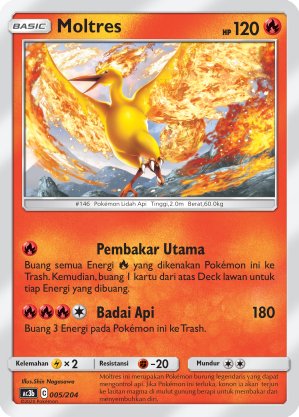 BASIC Moltres HP 120
#146 Pokémon Lidah Api Tinggi,2.0m Berat,60.0kg
Pembakar Utama
Buang semua Energi yang dikenakan Pokémon ini ke
Trash. Kemudian, buang 1 kartu dari atas Deck lawan untuk
tiap Energi yang dibuang.
Badai Api 180
Buang 3 Energi pada Pokémon ini ke Trash.
Kelemahan ×2 Resistansi -20 Mundur
Illus.Shin Nagasawa
Moltres ini merupakan Pokémon burung legendaris yang dapat
mengontrol api. Jika Pokémon ini terluka, konon ia akan terjun
ke lautan magma di mulut gunung berapi untuk membakar dan
AC3b C 005/204